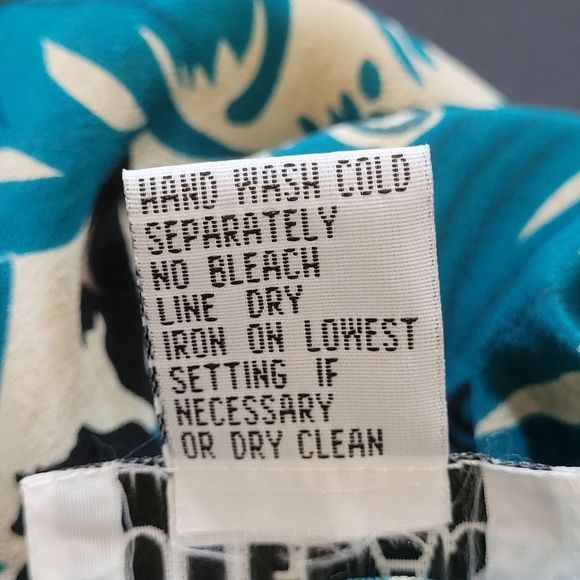 HAND WASH COLD
SEPARATELY
NO BLEACH
LINE DRY
IRON ON LOWEST
SETTING IF
NECESSARY
OR DRY CLEAN